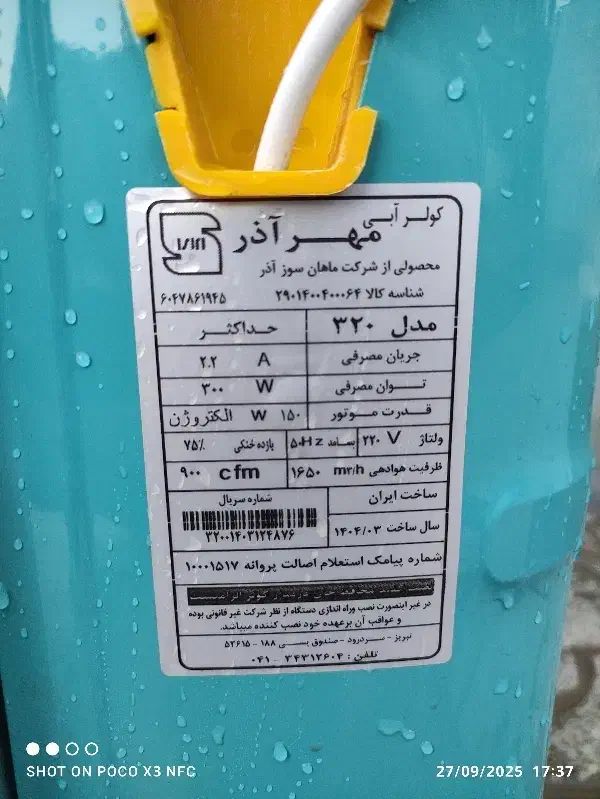 کولر آبی مهر آذر
محصولی از شرکت ماهان سوز آذر
شناسه کالا ۲۹۰۱۴۰۰۴۰۰۰۶۴ ۶۰۴۷۸۶۱۹۴۵
مدل ۳۲۰ حداکثر
جریان مصرفی A ۲.۲
توان مصرفی W ۳۰۰
قدرت موتور ۱۵۰ W الکتروژن
ولتاژ ۲۲۰ V بسامد ۵۰Hz بازده خنکی ۷۵٪
ظرفیت هوادهی ۱۶۵۰ mr/h ۹۰۰ cfm
ساخت ایران شماره سریال
سال ساخت ۱۴۰۴/۰۳ ۳۲۰۰۱۴۰۳۱۲۴۸۷۶
شماره پیامک استعلام اصالت پروانه ۱۰۰۰۱۵۱۷
در غیر اینصورت نصب وراه اندازی دستگاه از نظر شرکت غیر قانونی بوده
و عواقب آن برعهده خود نصب کننده میباشد.
تبریز - سردرود - صندوق پستی ۱۸۸ - ۵۳۶۱۵
تلفن : ۳۴۳۱۲۶۰۴ - ۰۴۱
SHOT ON POCO X3 NFC
27/09/2025 17:37